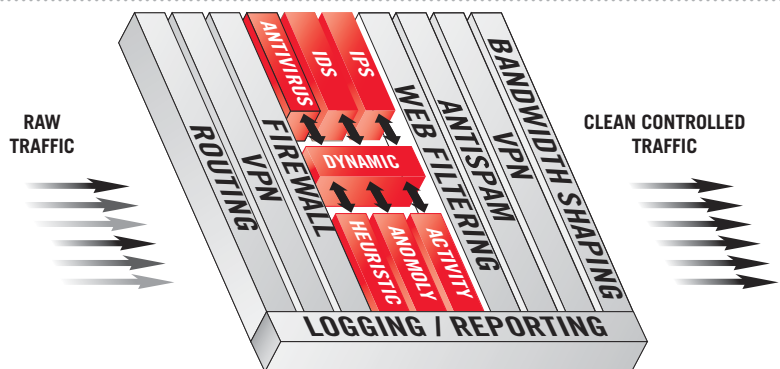 RAW
TRAFFIC
ROUTING
VPN
FIREWALL
ANTIVIRUS
IDS
IPS
DYNAMIC
HEURISTIC
ANOMOLY
ACTIVITY
WEB FILTERING
ANTISPAM
VPN
BANDWIDTH SHAPING
LOGGING / REPORTING
CLEAN CONTROLLED
TRAFFIC